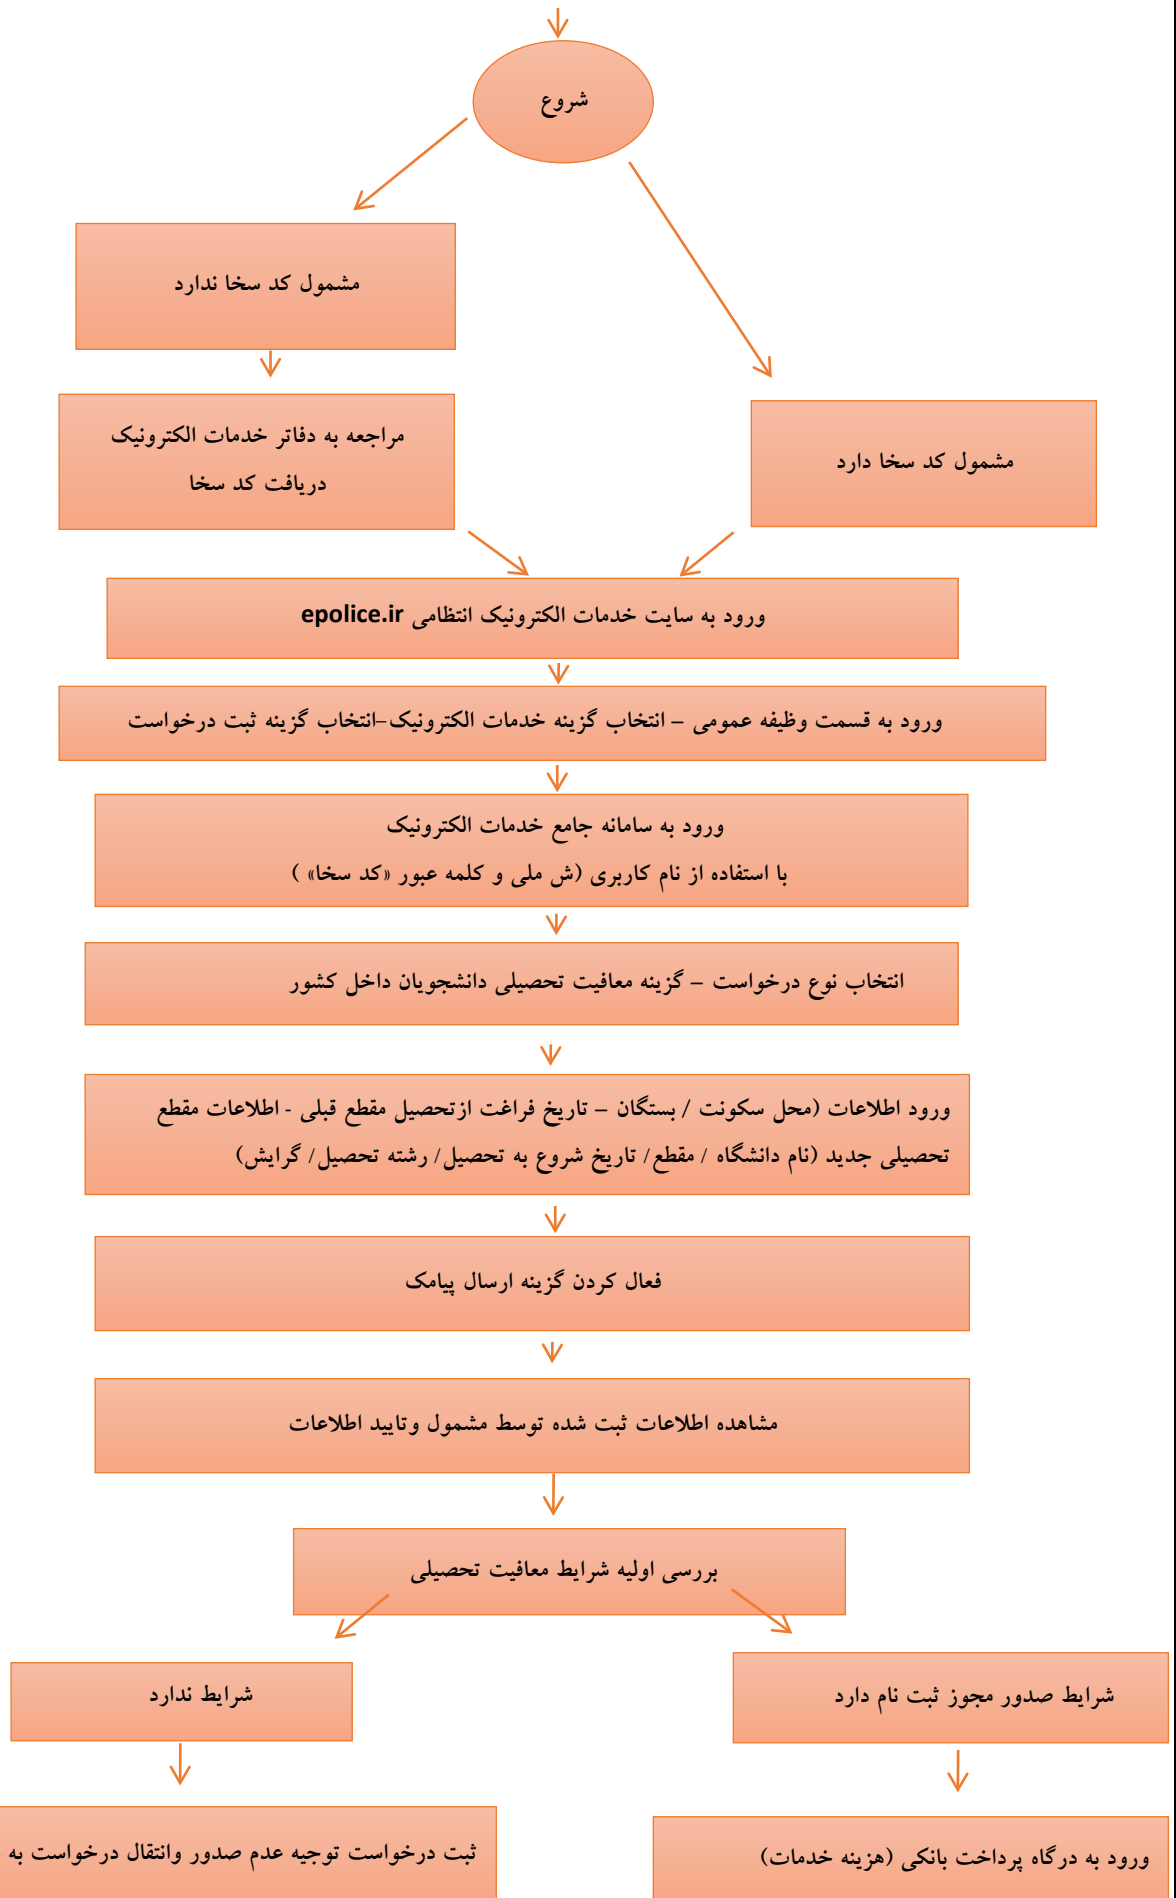 شروع
مشمول کد سخا ندارد
مراجعه به دفاتر خدمات الکترونیک
دریافت کد سخا
مشمول کد سخا دارد
ورود به سایت خدمات الکترونیک انتظامی epolice.ir
ورود به قسمت وظیفه عمومی – انتخاب گزینه خدمات الکترونیک–انتخاب گزینه ثبت درخواست
ورود به سامانه جامع خدمات الکترونیک
با استفاده از نام کاربری (ش ملی و کلمه عبور «کد سخا» )
انتخاب نوع درخواست – گزینه معافیت تحصیلی دانشجویان داخل کشور
ورود اطلاعات (محل سکونت / بستگان – تاریخ فراغت ازتحصیل مقطع قبلی - اطلاعات مقطع
تحصیلی جدید (نام دانشگاه / مقطع/ تاریخ شروع به تحصیل/ رشته تحصیل/ گرایش)
فعال کردن گزینه ارسال پیامک
مشاهده اطلاعات ثبت شده توسط مشمول وتایید اطلاعات
بررسی اولیه شرایط معافیت تحصیلی
شرایط صدور مجوز ثبت نام دارد
شرایط ندارد
ورود به درگاه پرداخت بانکی (هزینه خدمات)
ثبت درخواست توجیه عدم صدور وانتقال درخواست به